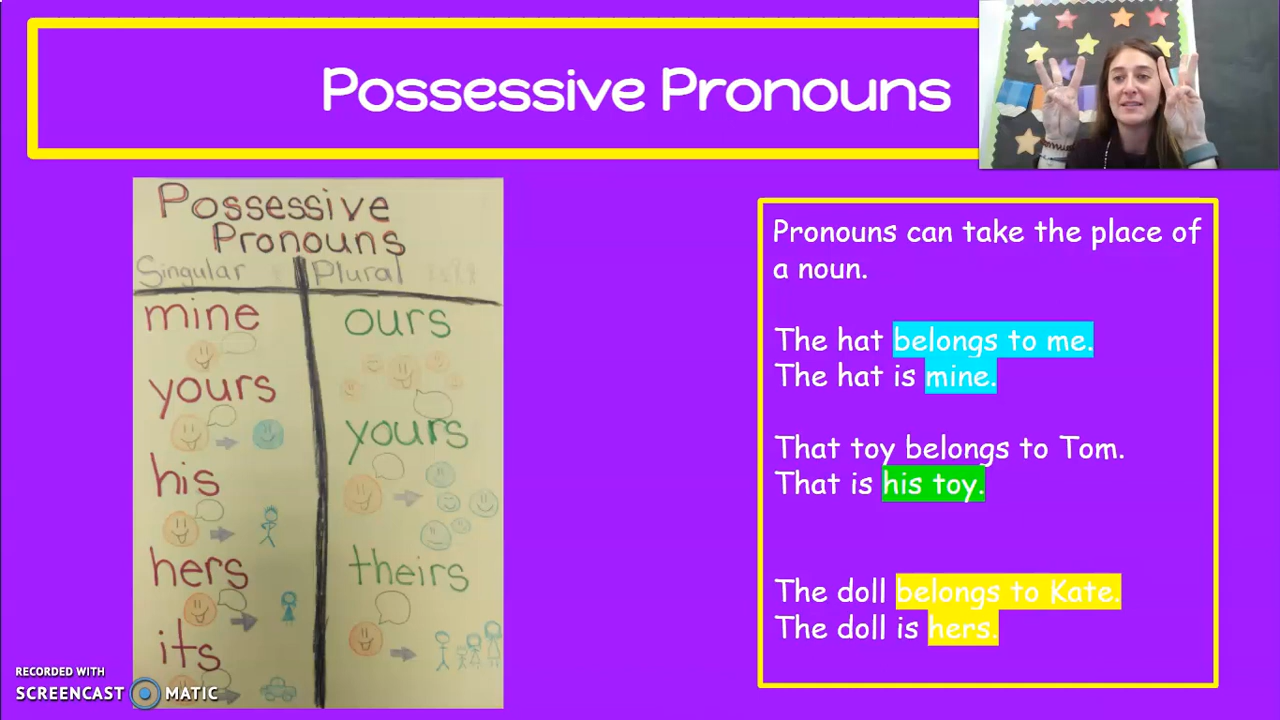 Possessive Pronouns
Possessive
Pronouns
Singular Plural
mine
yours
his
hers
its
ours
yours
theirs
Pronouns can take the place of
a noun.
The hat belongs to me.
The hat is mine.
That toy belongs to Tom.
That is his toy.
The doll belongs to Kate.
The doll is hers.
RECORDED WITH
SCREENCAST MATIC